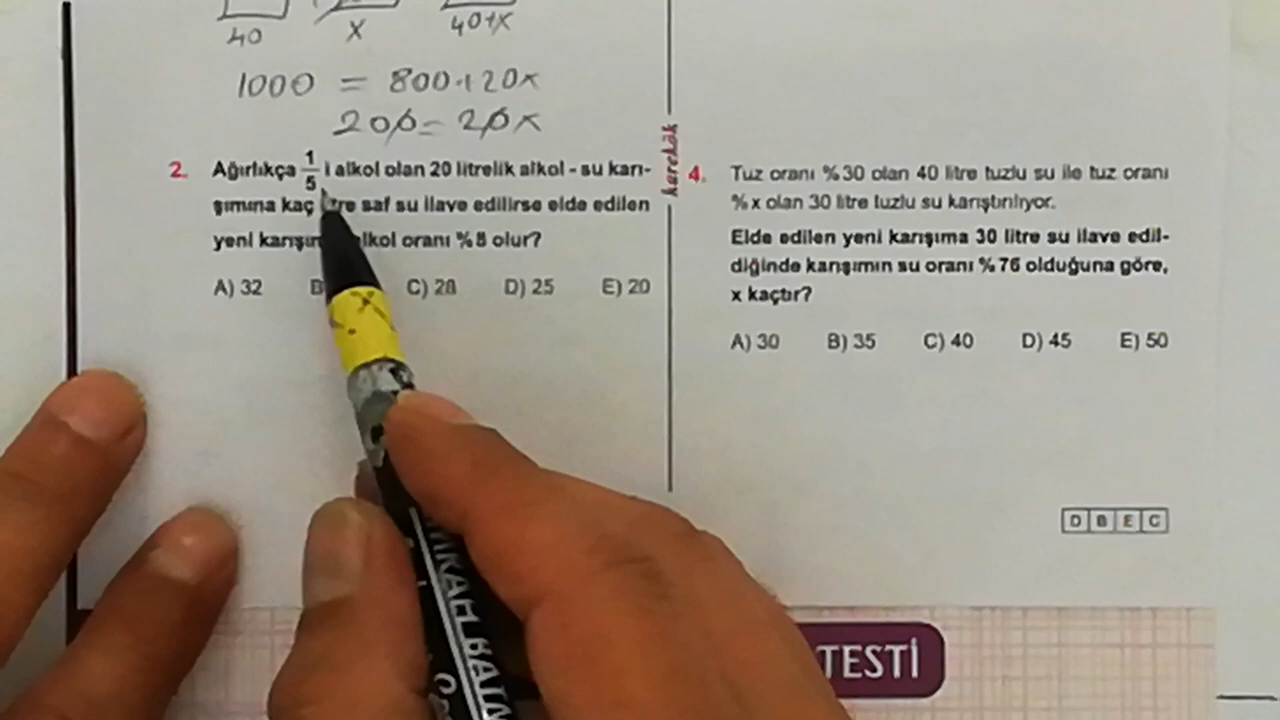 40 x 40+x
1000 = 800+20x
200=20x
2. Ağırlıkça 1/5 i alkol olan 20 litrelik alkol - su karı-
şımına kaç saf su ilave edilirse elde edilen
yeni oranı %8 olur?
A) 32 B C) 28 D) 25 E) 20
karekök
4. Tuz oranı %30 olan 40 litre tuzlu su ile tuz oranı
%x olan 30 litre tuzlu su karıştırılıyor.
Elde edilen yeni karışıma 30 litre su ilave edil-
diğinde karışımın su oranı %76 olduğuna göre,
x kaçtır?
A) 30 B) 35 C) 40 D) 45 E) 50
D B E C
TESTİ